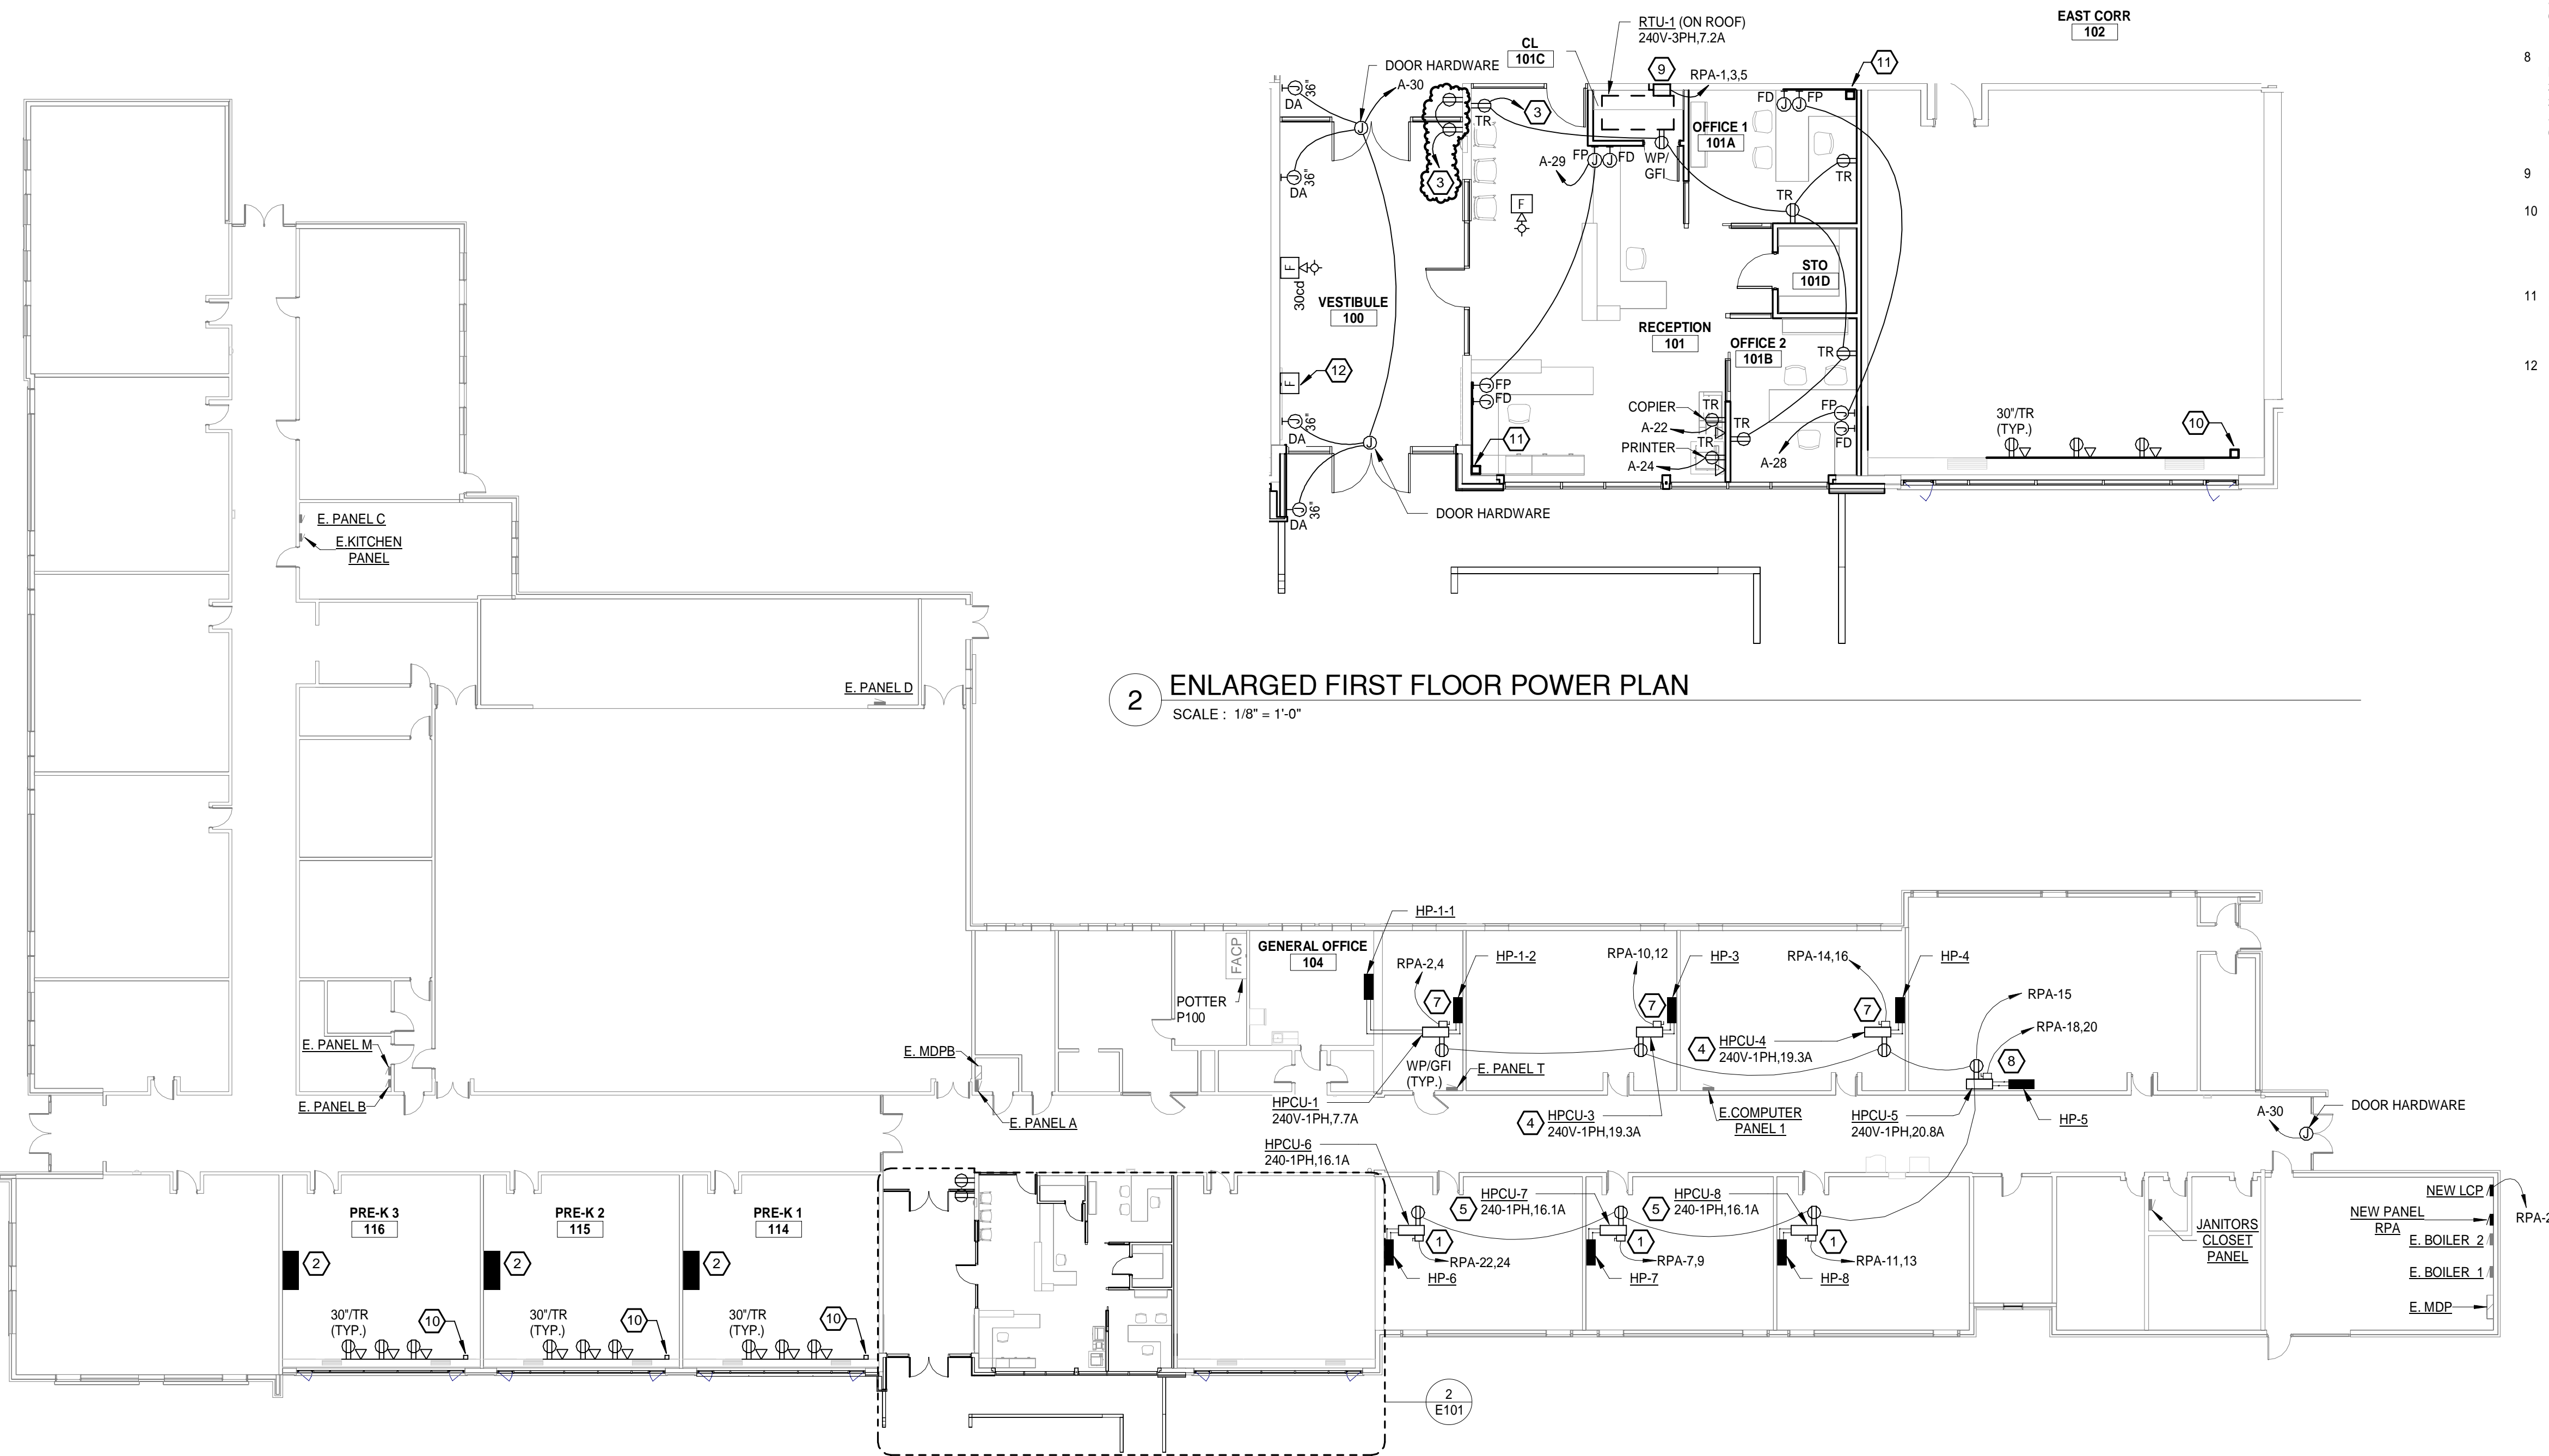 EAST CORR
102
8
9
10
11
12
RTU-1 (ON ROOF)
240V-3PH,7.2A
CL
101C
DOOR HARDWARE
A-30
9
RPA-1,3,5
11
36"
DA
TR
3
3
FD
FP
OFFICE 1
101A
A-29
FP
FD
WP/
GFI
TR
TR
36"
DA
F
F
30cd
STO
101D
VESTIBULE
100
RECEPTION
101
OFFICE 2
101B
TR
F
12
FP
FD
COPIER
TR
A-22
TR
PRINTER
TR
A-24
FP
FD
A-28
30"/TR
(TYP.)
10
36"
DA
11
36"
DA
DOOR HARDWARE
2
ENLARGED FIRST FLOOR POWER PLAN
SCALE : 1/8" = 1'-0"
E. PANEL C
E.KITCHEN
PANEL
E. PANEL D
HP-1-1
GENERAL OFFICE
104
FACP
POTTER
P100
RPA-2,4
HP-1-2
7
RPA-10,12
HP-3
7
RPA-14,16
HP-4
7
RPA-15
RPA-18,20
8
4
HPCU-4
240V-1PH,19.3A
E. PANEL M
E. PANEL B
E. MDPB
E. PANEL A
WP/GFI
(TYP.)
E. PANEL T
HPCU-1
240V-1PH,7.7A
4
HPCU-3
240V-1PH,19.3A
E.COMPUTER
PANEL 1
HPCU-5
240V-1PH,20.8A
HP-5
A-30
DOOR HARDWARE
HPCU-6
240-1PH,16.1A
5
HPCU-7
240-1PH,16.1A
5
HPCU-8
240-1PH,16.1A
1
RPA-22,24
HP-6
1
RPA-7,9
HP-7
1
RPA-11,13
HP-8
NEW LCP
NEW PANEL
RPA
RPA-2
E. BOILER 2
E. BOILER 1
E. MDP
JANITORS
CLOSET
PANEL
PRE-K 3
116
2
30"/TR
(TYP.)
10
PRE-K 2
115
2
30"/TR
(TYP.)
10
PRE-K 1
114
2
30"/TR
(TYP.)
10
2
E101